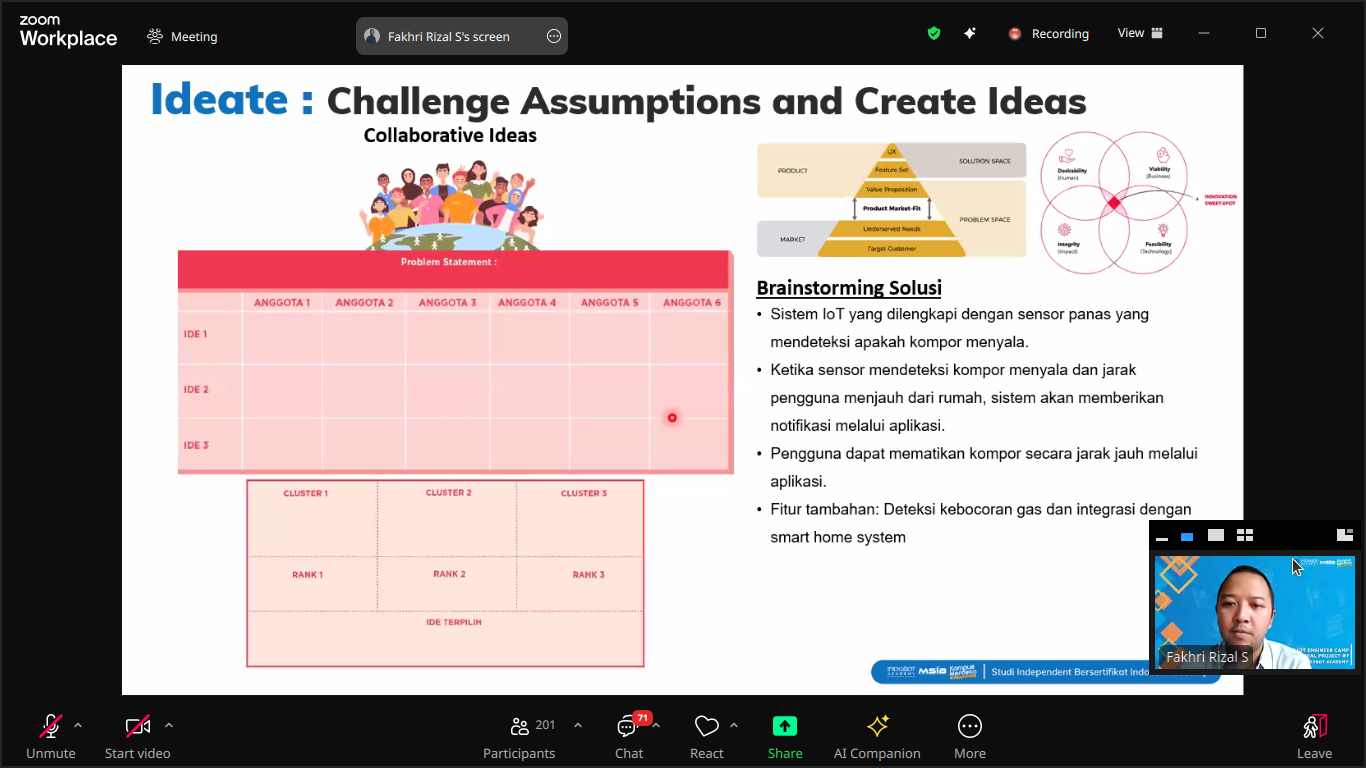 zoom
Workplace
Meeting
Fakhri Rizal S's screen
Recording
View
Ideate : Challenge Assumptions and Create Ideas
Collaborative Ideas
Problem Statement :
ANGGOTA 1 ANGGOTA 2 ANGGOTA 3 ANGGOTA 4 ANGGOTA 5 ANGGOTA 6
IDE 1
IDE 2
IDE 3
CLUSTER 1 CLUSTER 2 CLUSTER 3
RANK 1 RANK 2 RANK 3
IDE TERPILIH
PRODUCT
MARKET
UX
Feature Set
Value Proposition
Product Market-Fit
Underserved Needs
Target Customer
SOLUTION SPACE
PROBLEM SPACE
Desirability
(Human)
Viability
(Business)
Integrity
(Impact)
Feasibility
(Technology)
INNOVATION
SWEET-SPOT
Brainstorming Solusi
• Sistem IoT yang dilengkapi dengan sensor panas yang
mendeteksi apakah kompor menyala.
• Ketika sensor mendeteksi kompor menyala dan jarak
pengguna menjauh dari rumah, sistem akan memberikan
notifikasi melalui aplikasi.
• Pengguna dapat mematikan kompor secara jarak jauh melalui
aplikasi.
• Fitur tambahan: Deteksi kebocoran gas dan integrasi dengan
smart home system
INDOBOT
ACADEMY
MSIB
Kampus
Merdeka
Studi Independent Bersertifikat Indo
Fakhri Rizal S
Unmute
Start video
201
Participants
71
Chat
React
Share
AI Companion
More
Leave